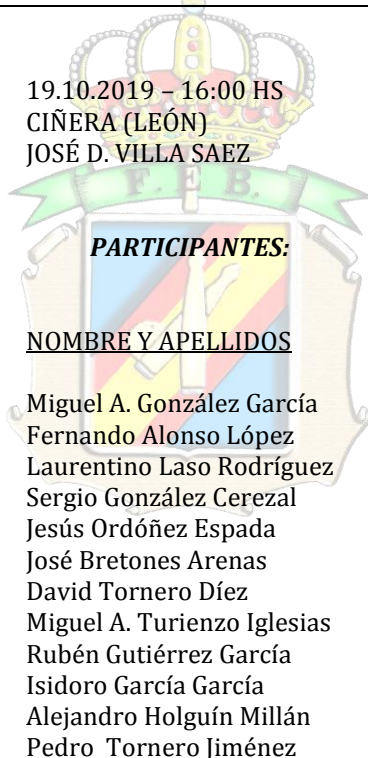 19.10.2019 – 16:00 HS
CIÑERA (LEÓN)
JOSÉ D. VILLA SAEZ
F. E. B.
PARTICIPANTES:
NOMBRE Y APELLIDOS
Miguel A. González García
Fernando Alonso López
Laurentino Laso Rodríguez
Sergio González Cerezal
Jesús Ordóñez Espada
José Bretones Arenas
David Tornero Díez
Miguel A. Turienzo Iglesias
Rubén Gutiérrez García
Isidoro García García
Alejandro Holguín Millán
Pedro  Tornero Jiménez